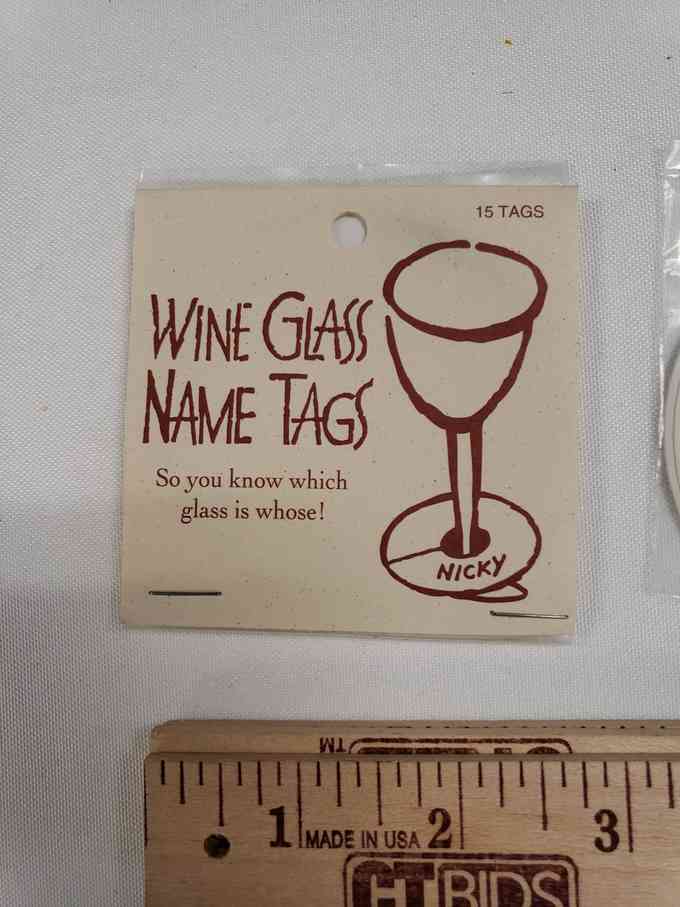 15 TAGS
WINE GLASS
NAME TAGS
So you know which
glass is whose!
NICKY
TM
1 MADE IN USA 2 3
CTBIDS